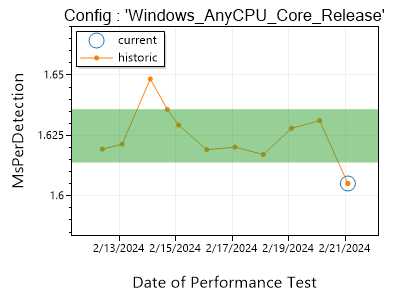 Config : 'Windows_AnyCPU_Core_Release'
current
historic
MsPerDetection
1.65
1.625
1.6
2/13/2024 2/15/2024 2/17/2024 2/19/2024 2/21/2024
Date of Performance Test